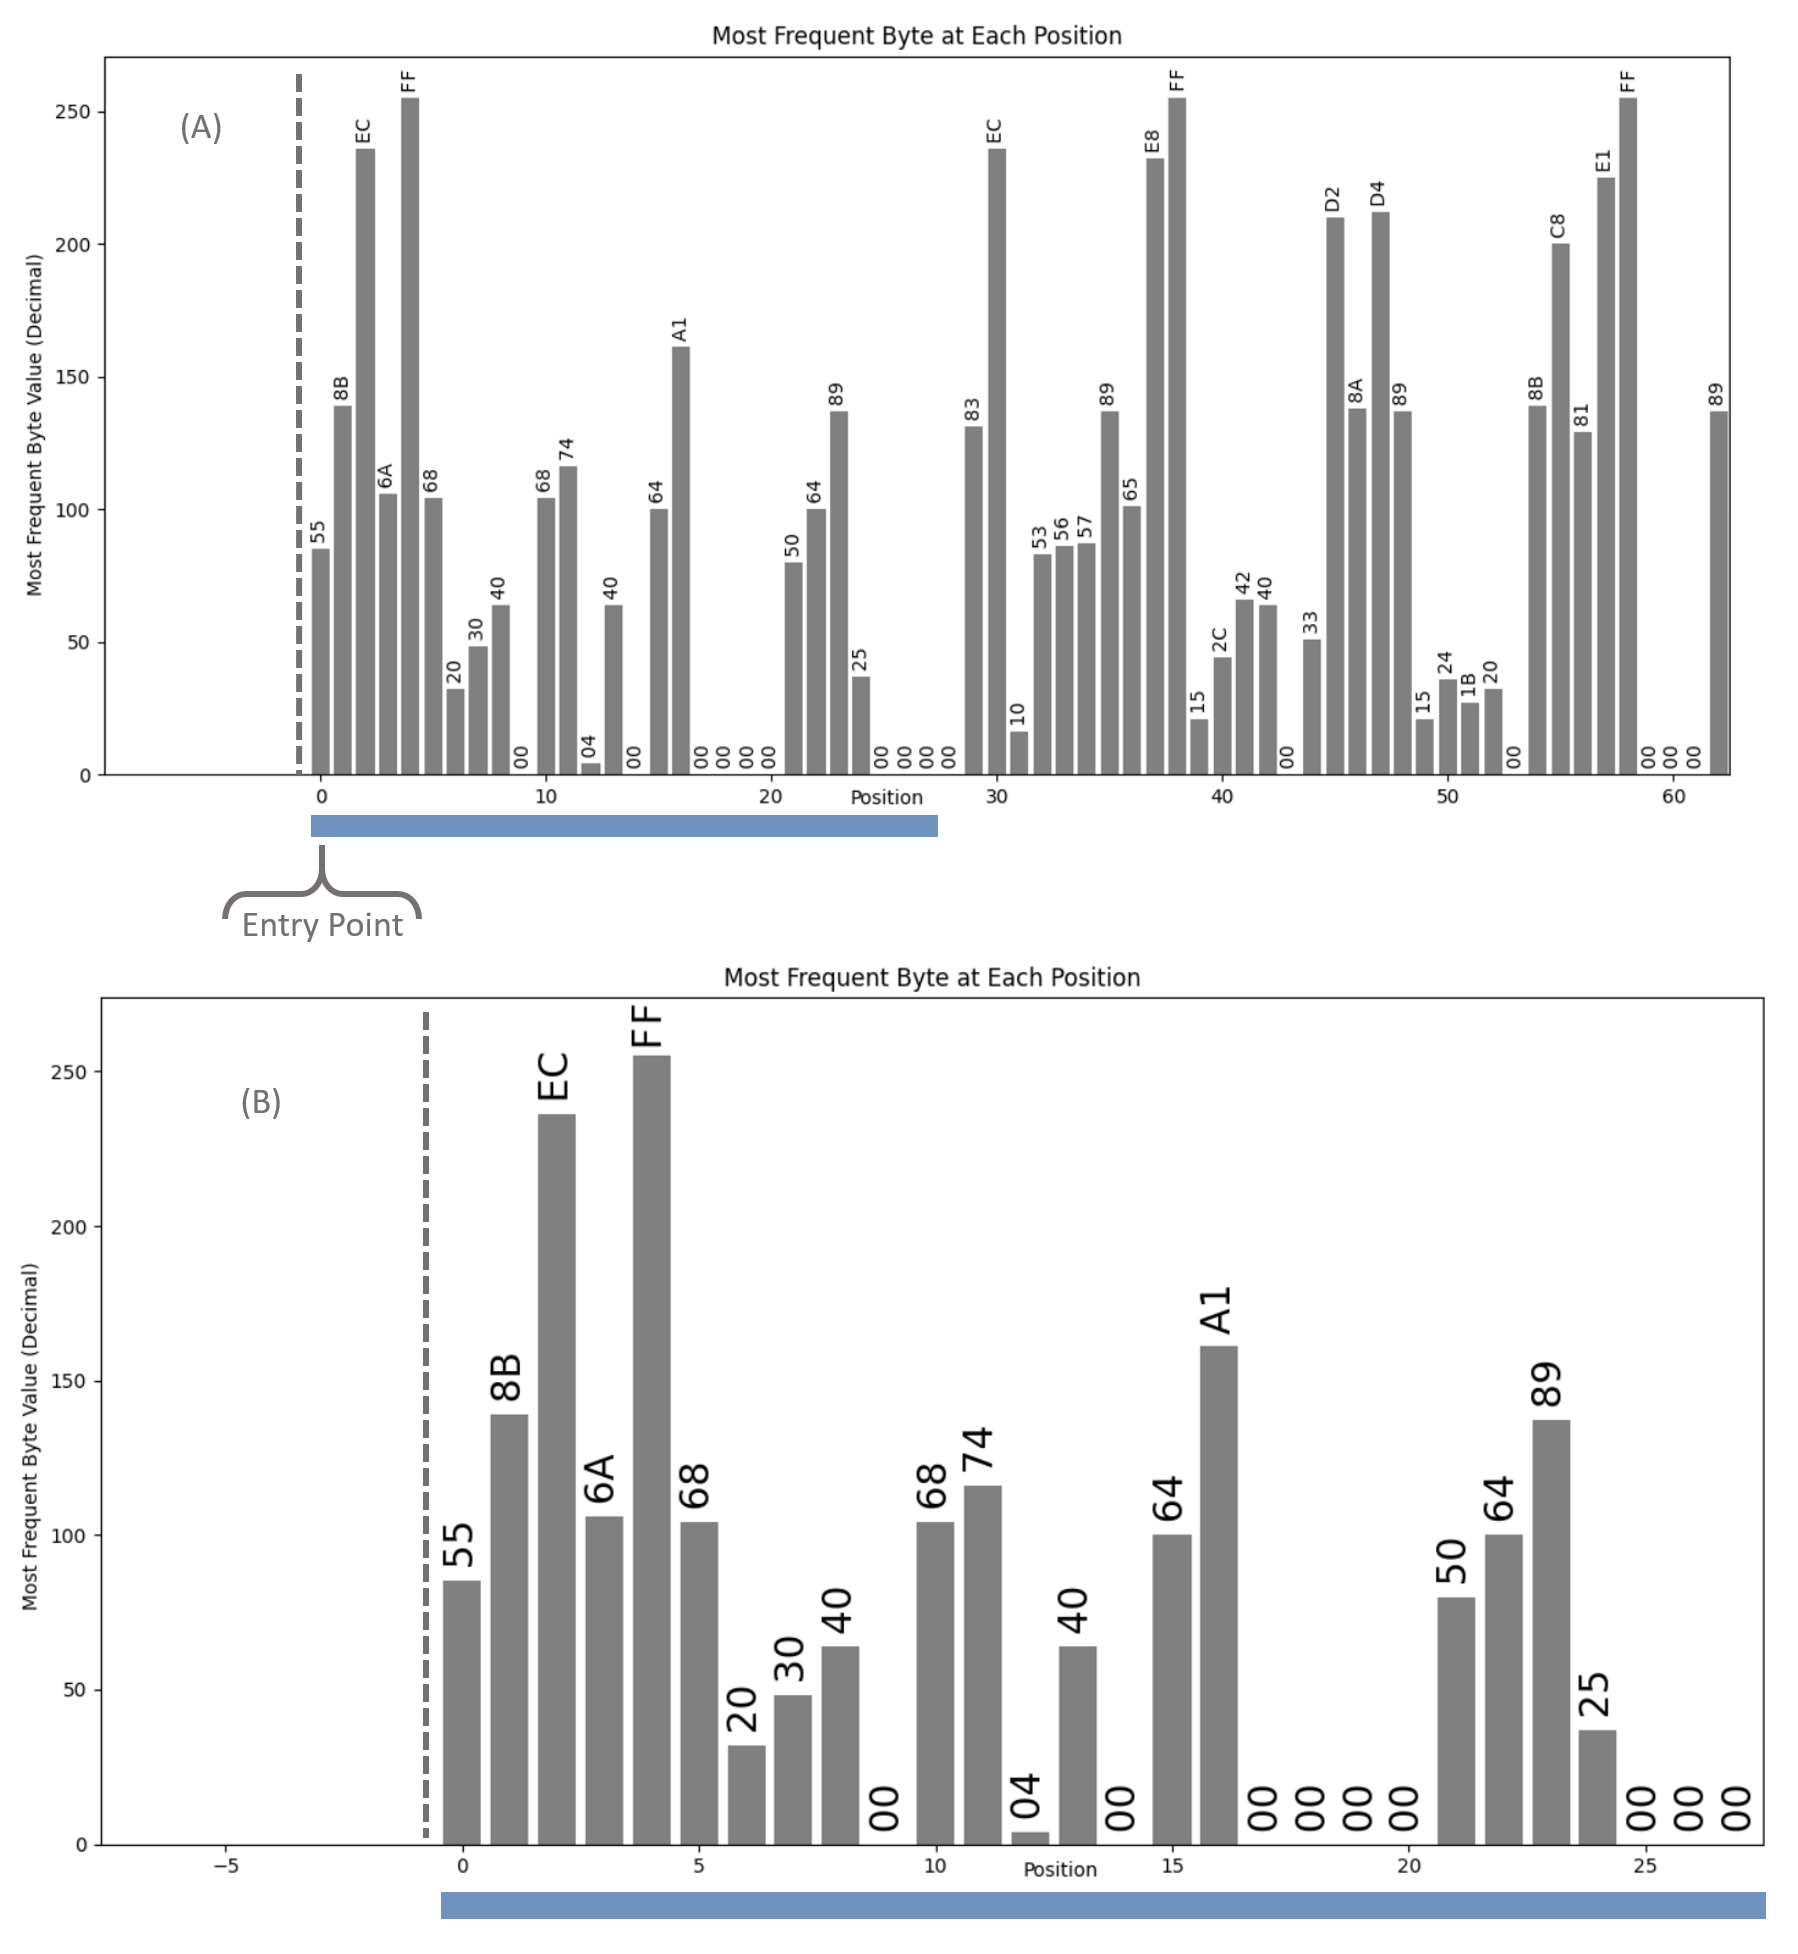 Most Frequent Byte at Each Position
(A)
Most Frequent Byte Value (Decimal)
250
200
150
100
50
0
55 8B EC 6A FF 68 20 30 40 00 68 74 04 40 00 64 A1 00 00 00 00 50 64 89 25 00 00 00 00 83 EC 10 53 56 57 89 65 E8 FF 15 2C 42 40 00 33 D2 8A D4 89 15 24 1B 20 00 8B C8 81 E1 FF 00 00 00 89
0 10 20 30 40 50 60
Position
Entry Point
Most Frequent Byte at Each Position
(B)
Most Frequent Byte Value (Decimal)
250
200
150
100
50
0
55 8B EC 6A FF 68 20 30 40 00 68 74 04 40 00 64 A1 00 00 00 00 50 64 89 25 00 00 00
−5 0 5 10 15 20 25
Position